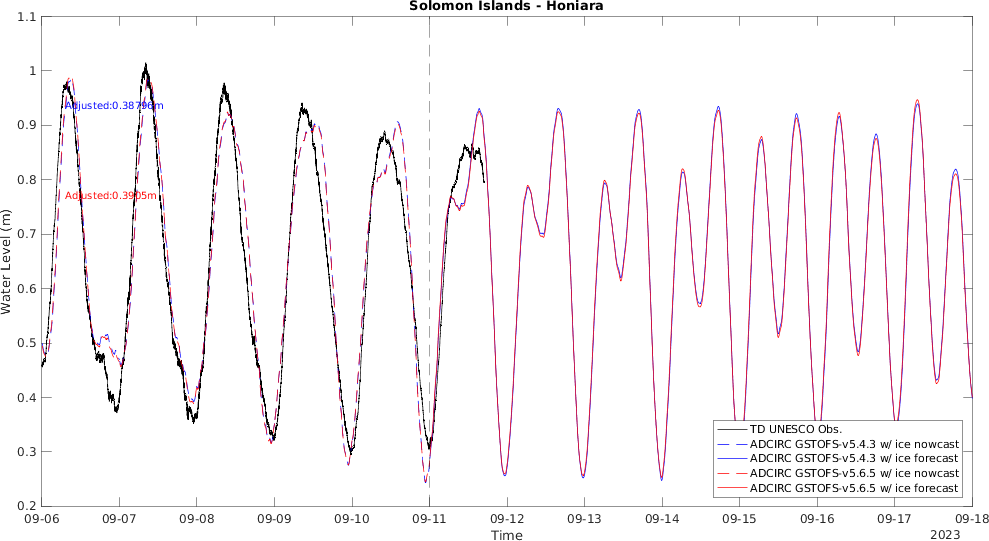 Solomon Islands - Honiara
1.1
1
0.9
0.8
0.7
0.6
0.5
0.4
0.3
0.2
Water Level (m)
Adjusted:0.38796m
Adjusted:0.3905m
TD UNESCO Obs.
ADCIRC GSTOFS-v5.4.3 w/ ice nowcast
ADCIRC GSTOFS-v5.4.3 w/ ice forecast
ADCIRC GSTOFS-v5.6.5 w/ ice nowcast
ADCIRC GSTOFS-v5.6.5 w/ ice forecast
09-06 09-07 09-08 09-09 09-10 09-11 09-12 09-13 09-14 09-15 09-16 09-17 09-18
Time
2023